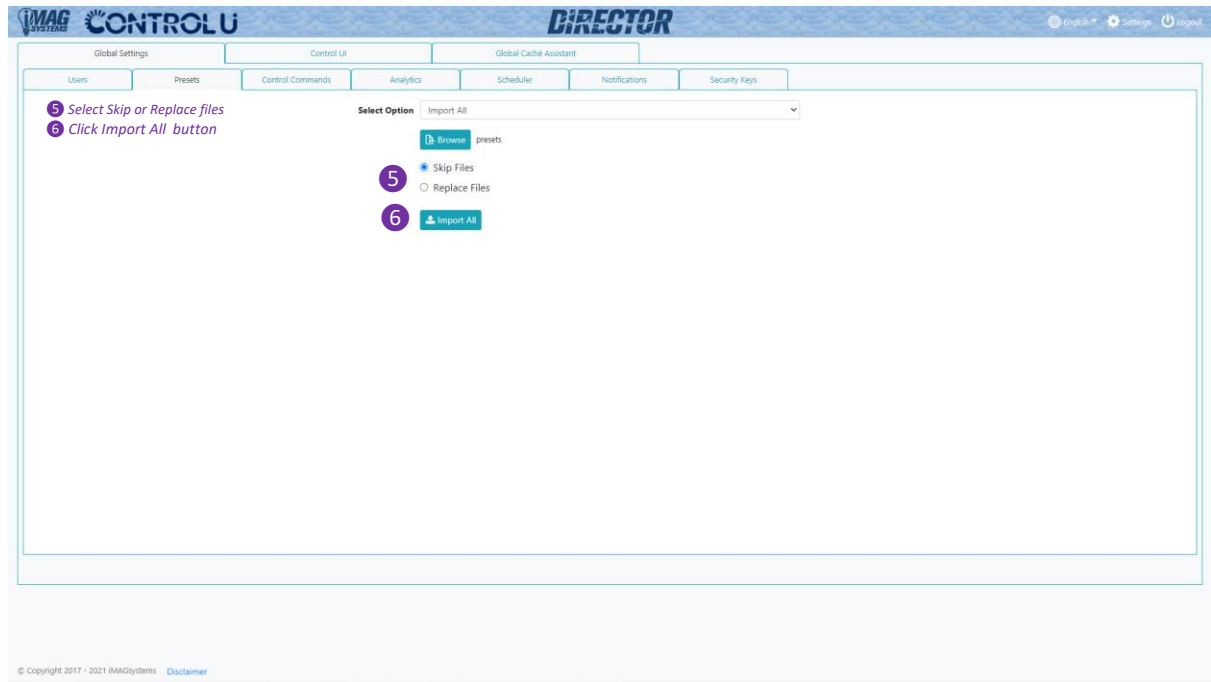 iMAG SYSTEMS CONTROL U DiRECTOR English Settings Logout
Global Settings Control UI Global Caché Assistant
Users Presets Control Commands Analytics Scheduler Notifications Security Keys
5 Select Skip or Replace files
6 Click Import All button
Select Option Import All
Browse presets
5 Skip Files
Replace Files
6 Import All
© Copyright 2017 - 2021 iMAGsystems Disclaimer